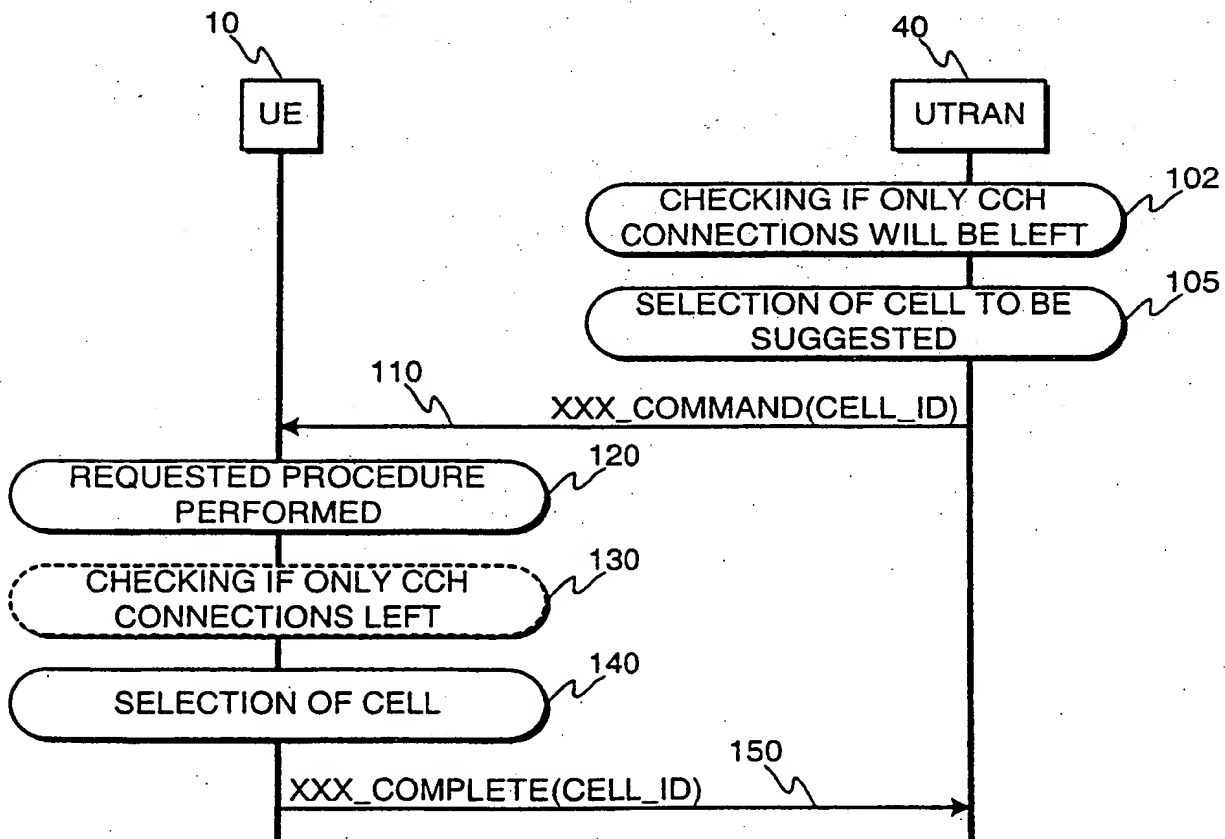 10
40
UE
UTRAN
102
CHECKING IF ONLY CCH
CONNECTIONS WILL BE LEFT
105
SELECTION OF CELL TO BE
SUGGESTED
110
XXX_COMMAND(CELL_ID)
120
REQUESTED PROCEDURE
PERFORMED
130
CHECKING IF ONLY CCH
CONNECTIONS LEFT
140
SELECTION OF CELL
150
XXX_COMPLETE(CELL_ID)